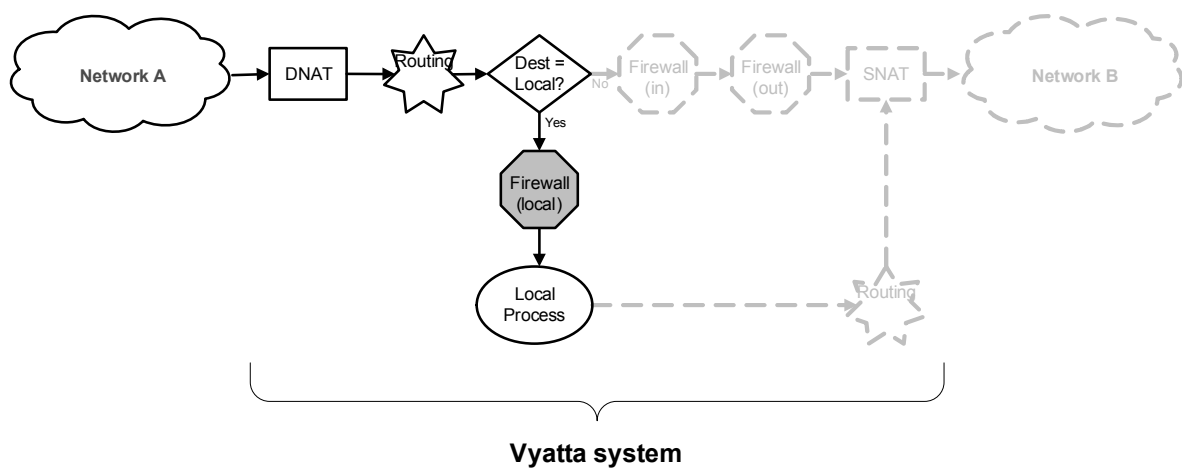 Network A
DNAT
Routing
Dest =
Local?
No
Firewall
(in)
Firewall
(out)
SNAT
Network B
Yes
Firewall
(local)
Local
Process
Routing
Vyatta system